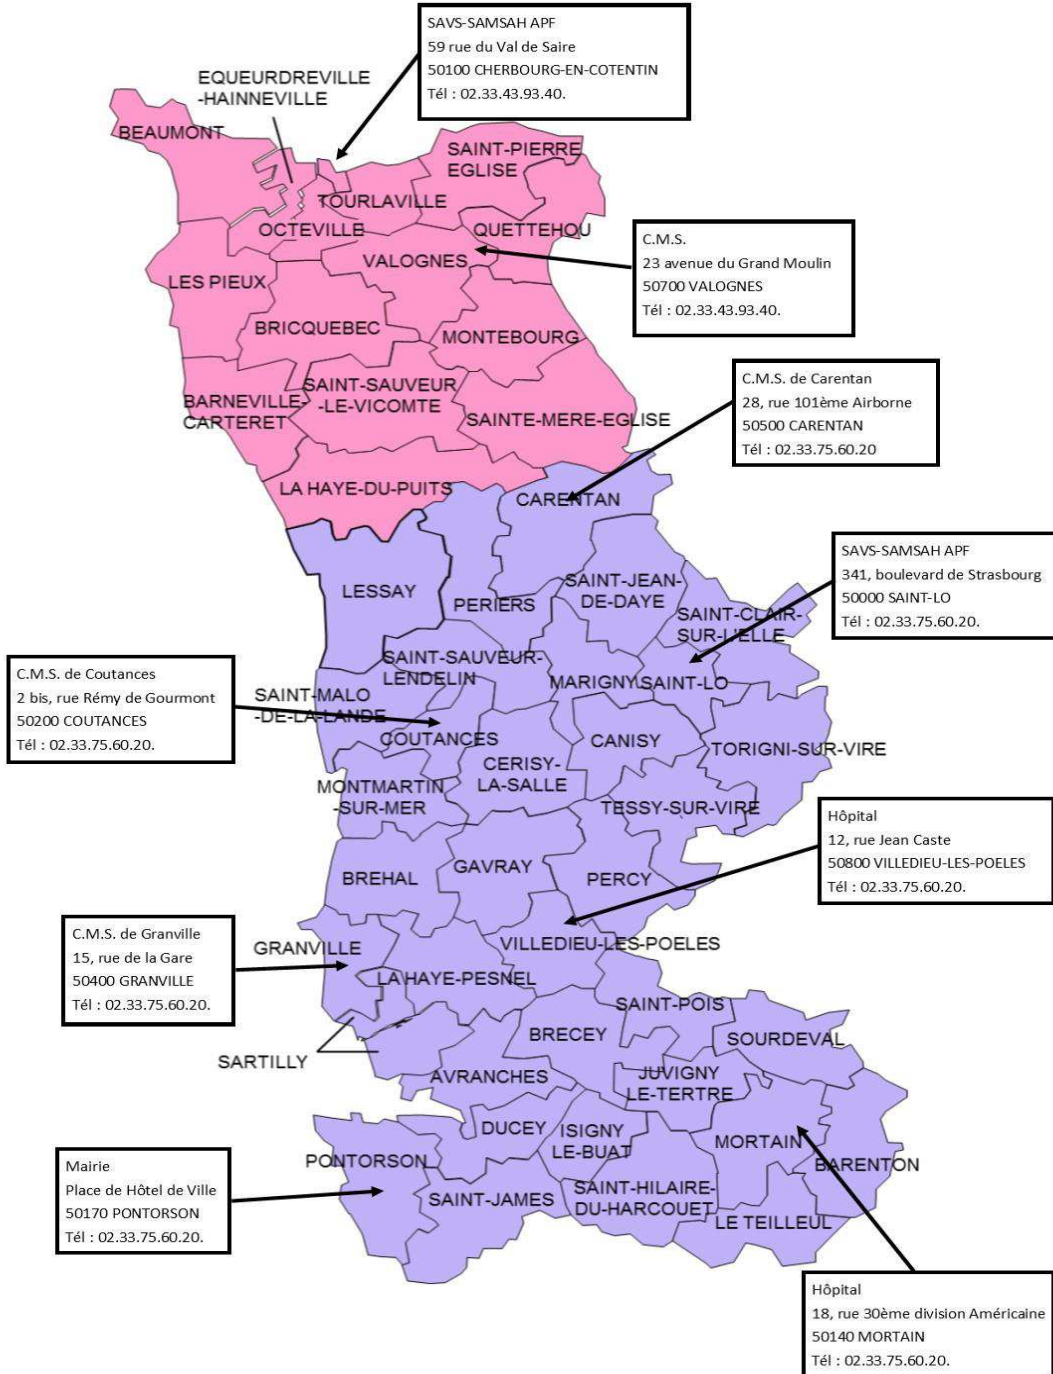 SAVS-SAMSAH APF
59 rue du Val de Saire
50100 CHERBOURG-EN-COTENTIN
Tél : 02.33.43.93.40.
EQUEURDREVILLE
-HAINNEVILLE
BEAUMONT
SAINT-PIERRE
EGLISE
TOURLAVILLE
OCTEVILLE
QUETTEHOU
C.M.S.
23 avenue du Grand Moulin
50700 VALOGNES
Tél : 02.33.43.93.40.
VALOGNES
LES PIEUX
BRICQUEBEC
MONTEBOURG
C.M.S. de Carentan
28, rue 101ème Airborne
50500 CARENTAN
Tél : 02.33.75.60.20
SAINT-SAUVEUR
-LE-VICOMTE
BARNEVILLE-
CARTERET
SAINTE-MERE-EGLISE
LA HAYE-DU-PUITS
CARENTAN
SAVS-SAMSAH APF
341, boulevard de Strasbourg
50000 SAINT-LO
Tél : 02.33.75.60.20.
LESSAY
PERIERS
SAINT-JEAN-
DE-DAYE
SAINT-CLAIR-
SUR-L'ELLE
C.M.S. de Coutances
2 bis, rue Rémy de Gourmont
50200 COUTANCES
Tél : 02.33.75.60.20.
SAINT-SAUVEUR-
LENDELIN
MARIGNY
SAINT-LO
SAINT-MALO
-DE-LA-LANDE
COUTANCES
CANISY
TORIGNI-SUR-VIRE
CERISY-
LA-SALLE
MONTMARTIN
-SUR-MER
TESSY-SUR-VIRE
Hôpital
12, rue Jean Caste
50800 VILLEDIEU-LES-POELES
Tél : 02.33.75.60.20.
GAVRAY
BREHAL
PERCY
C.M.S. de Granville
15, rue de la Gare
50400 GRANVILLE
Tél : 02.33.75.60.20.
GRANVILLE
VILLEDIEU-LES-POELES
LA HAYE-PESNEL
SAINT-POIS
BRECEY
SOURDEVAL
SARTILLY
AVRANCHES
JUVIGNY
LE-TERTRE
DUCEY
ISIGNY
LE-BUAT
MORTAIN
BARENTON
Mairie
Place de Hôtel de Ville
50170 PONTORSON
Tél : 02.33.75.60.20.
PONTORSON
SAINT-JAMES
SAINT-HILAIRE-
DU-HARCOUET
LE TEILLEUL
Hôpital
18, rue 30ème division Américaine
50140 MORTAIN
Tél : 02.33.75.60.20.